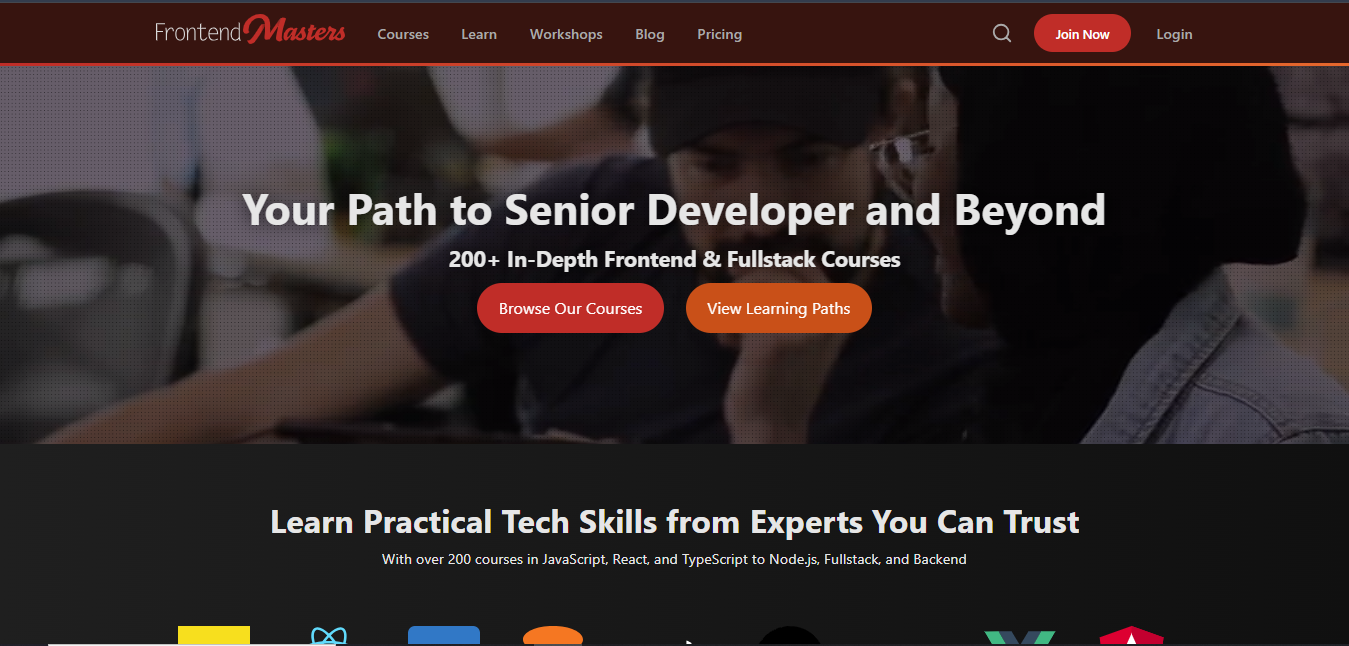 Frontend Masters Courses Learn Workshops Blog Pricing Join Now Login
Your Path to Senior Developer and Beyond
200+ In-Depth Frontend & Fullstack Courses
Browse Our Courses View Learning Paths
Learn Practical Tech Skills from Experts You Can Trust
With over 200 courses in JavaScript, React, and TypeScript to Node.js, Fullstack, and Backend